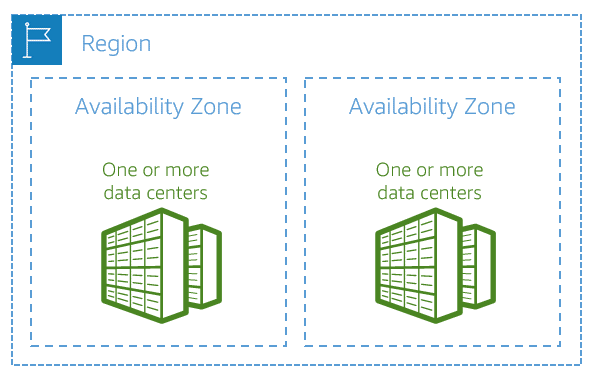 Region
Availability Zone
One or more
data centers
Availability Zone
One or more
data centers